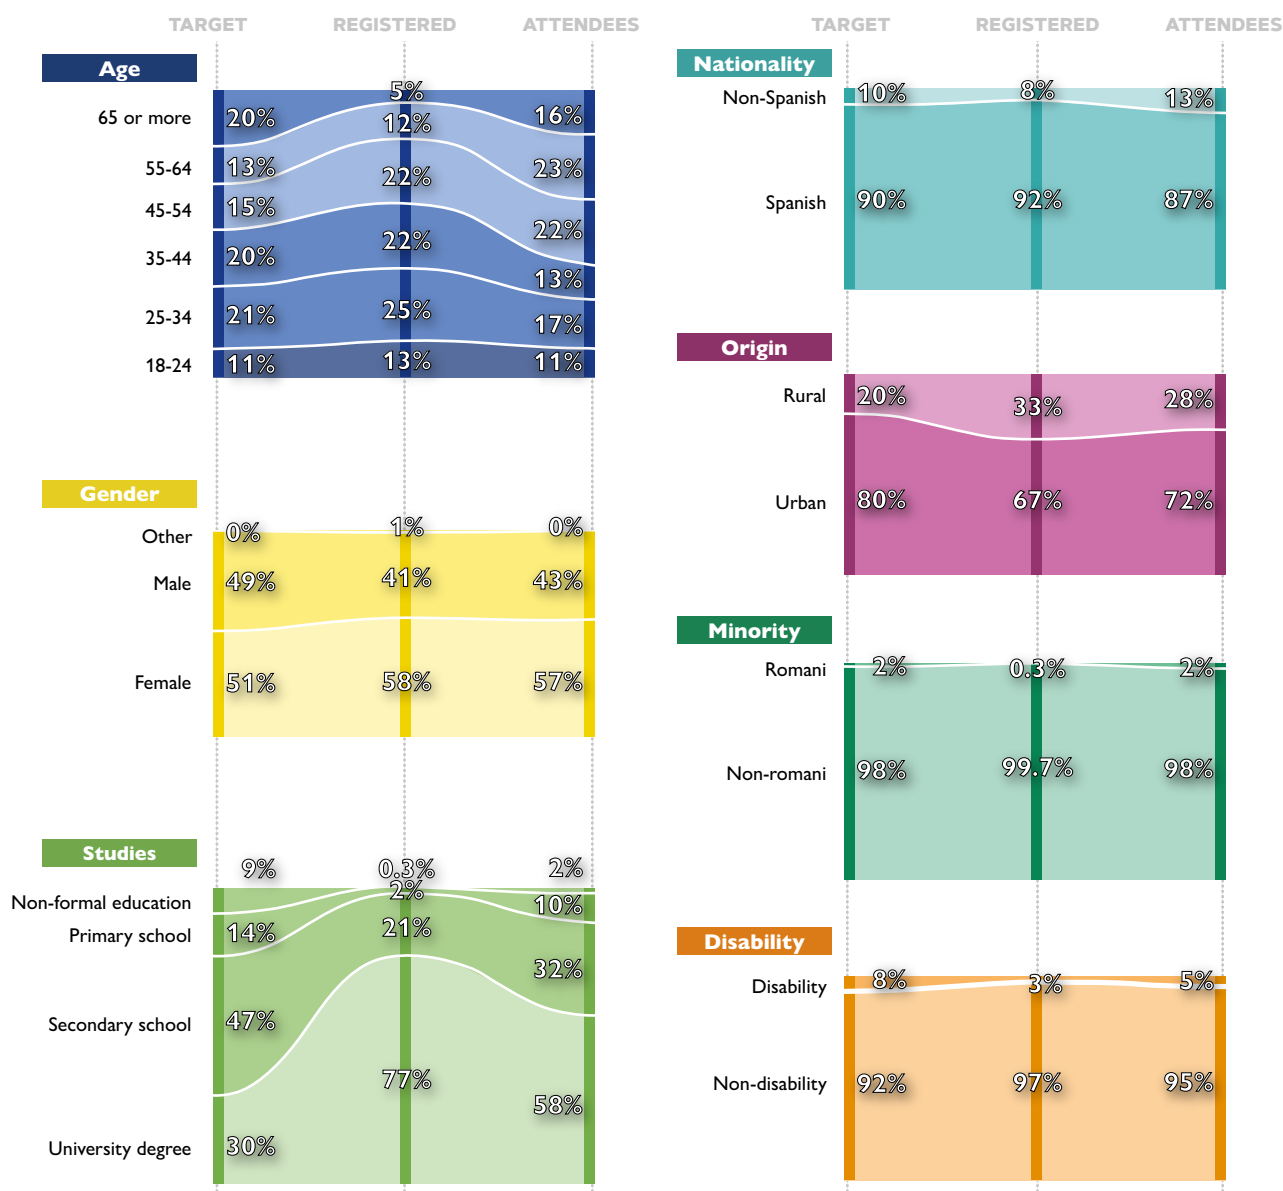 TARGET REGISTERED ATTENDEES
Age
65 or more 20% 5% 16%
55-64 13% 12% 23%
45-54 15% 22% 22%
35-44 20% 22% 13%
25-34 21% 25% 17%
18-24 11% 13% 11%
Gender
Other 0% 1% 0%
Male 49% 41% 43%
Female 51% 58% 57%
Studies
Non-formal education 9% 0.3% 2%
Primary school 14% 2% 10%
Secondary school 47% 21% 32%
University degree 30% 77% 58%
TARGET REGISTERED ATTENDEES
Nationality
Non-Spanish 10% 8% 13%
Spanish 90% 92% 87%
Origin
Rural 20% 33% 28%
Urban 80% 67% 72%
Minority
Romani 2% 0.3% 2%
Non-romani 98% 99.7% 98%
Disability
Disability 8% 3% 5%
Non-disability 92% 97% 95%